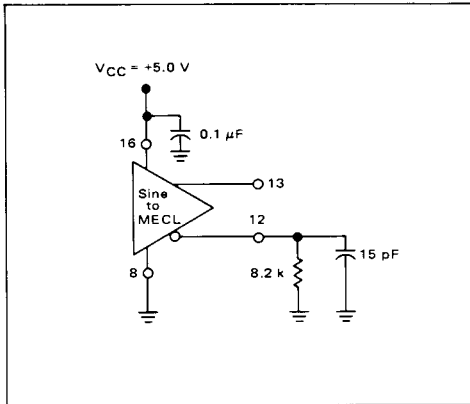 VCC = +5.0 V
0.1 µF
16
Sine
to
MECL
13
12
8
8.2 k
15 pF